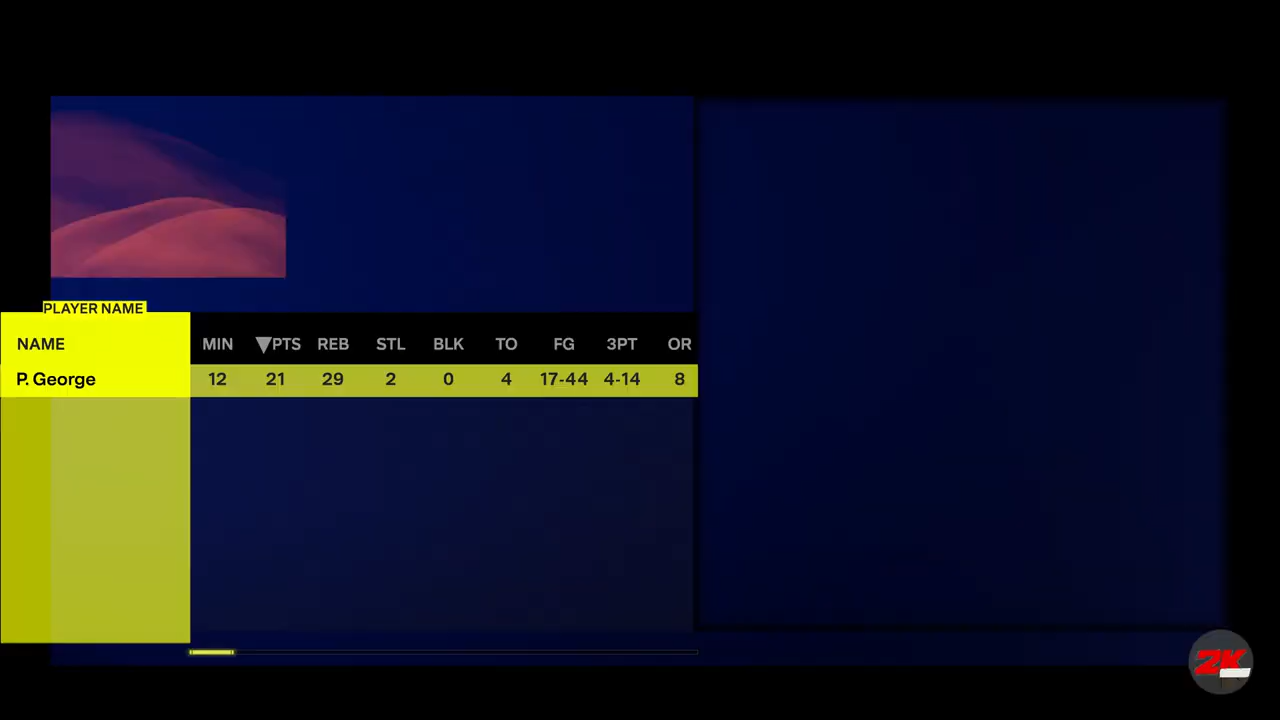 PLAYER NAME
NAME MIN ▼PTS REB STL BLK TO FG 3PT OR
P. George 12 21 29 2 0 4 17-44 4-14 8
2K